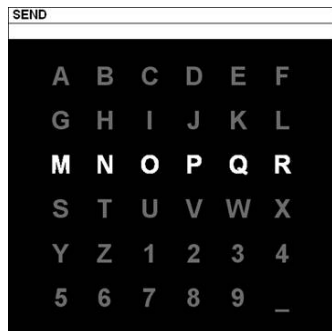 SEND
A B C D E F
G H I J K L
M N O P Q R
S T U V W X
Y Z 1 2 3 4
5 6 7 8 9 _